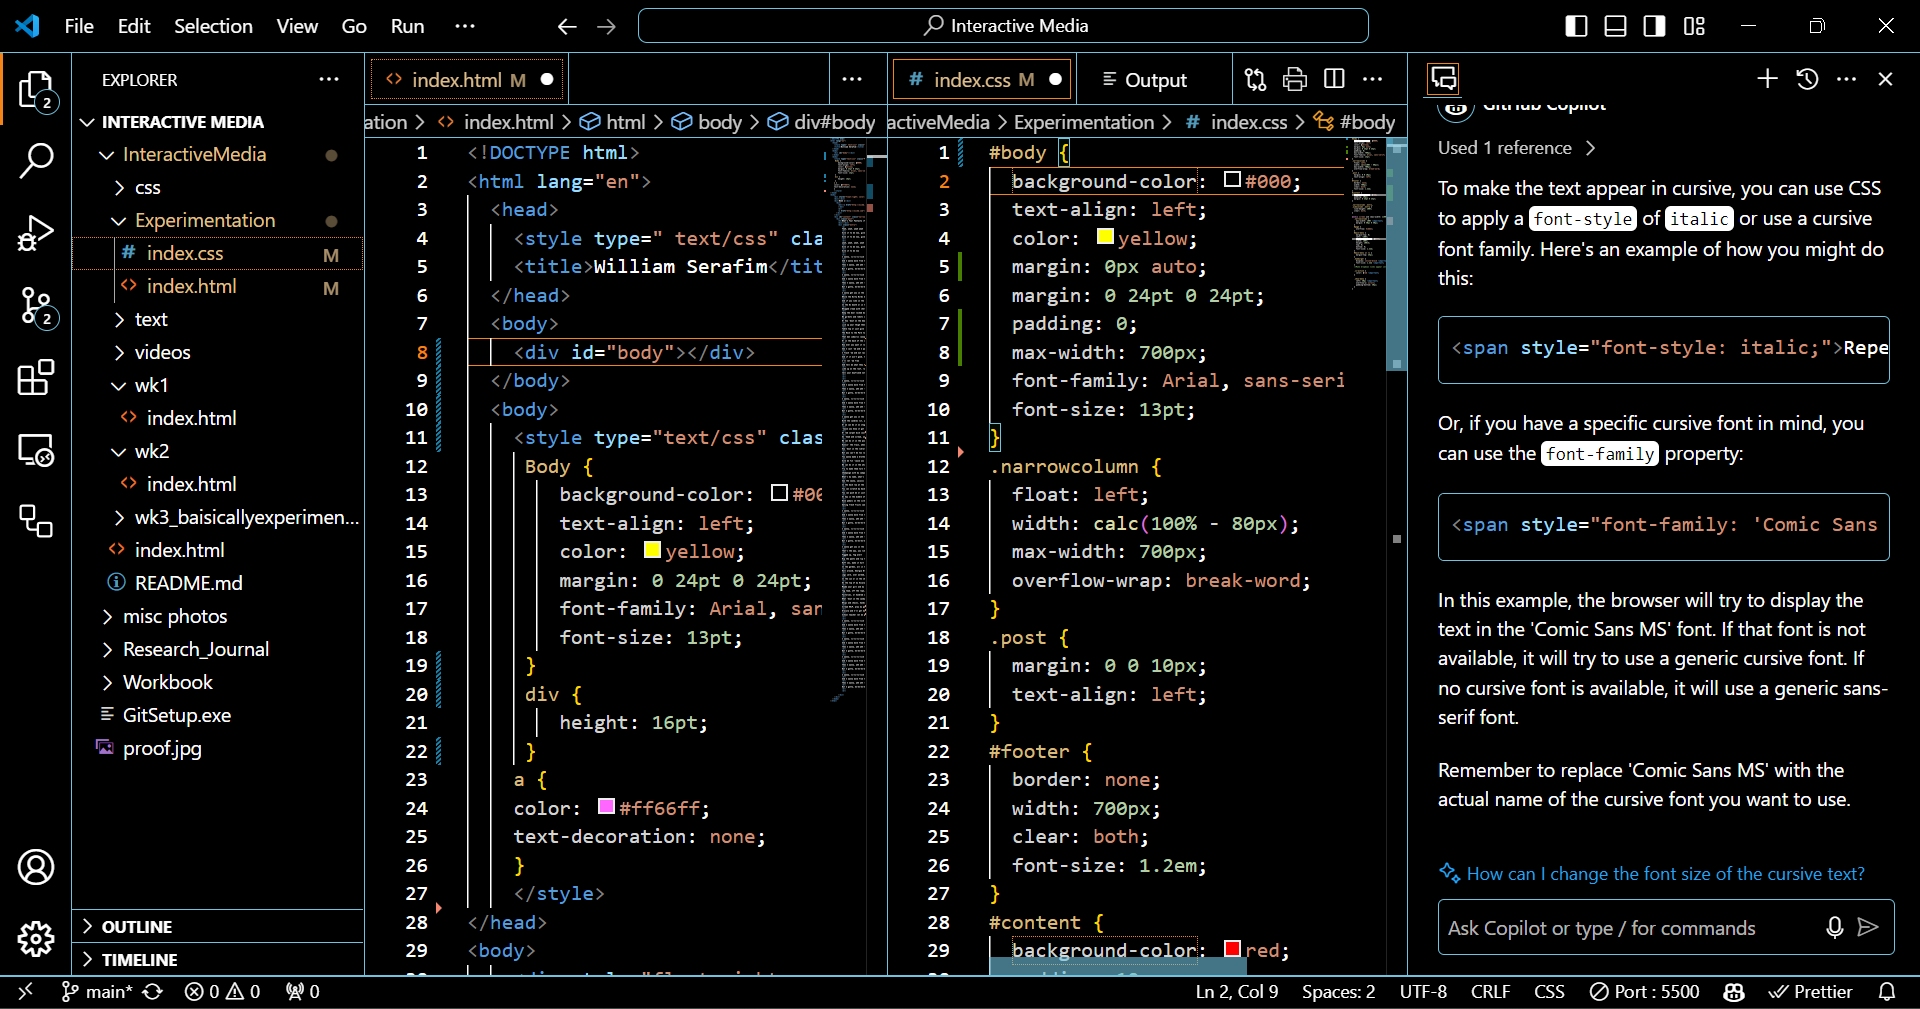 File Edit Selection View Go Run ··· Interactive Media
EXPLORER ···
INTERACTIVE MEDIA
InteractiveMedia
css
Experimentation
# index.css M
<> index.html M
text
videos
wk1
<> index.html
wk2
<> index.html
wk3_baisicallyexperimen...
<> index.html
README.md
misc photos
Research_Journal
Workbook
GitSetup.exe
proof.jpg
OUTLINE
TIMELINE
2
2
<> index.html M
ation > <> index.html > html > body > div#body
1 <!DOCTYPE html>
2 <html lang="en">
3 <head>
4 <style type=" text/css" cla
5 <title>William Serafim</tit
6 </head>
7 <body>
8 <div id="body"></div>
9 </body>
10 <body>
11 <style type="text/css" clas
12 Body {
13 background-color: #00
14 text-align: left;
15 color: yellow;
16 margin: 0 24pt 0 24pt;
17 font-family: Arial, san
18 font-size: 13pt;
19 }
20 div {
21 height: 16pt;
22 }
23 a {
24 color: #ff66ff;
25 text-decoration: none;
26 }
27 </style>
28 </head>
29 <body>
# index.css M Output
activeMedia > Experimentation > # index.css > #body
1 #body {
2 background-color: #000;
3 text-align: left;
4 color: yellow;
5 margin: 0px auto;
6 margin: 0 24pt 0 24pt;
7 padding: 0;
8 max-width: 700px;
9 font-family: Arial, sans-seri
10 font-size: 13pt;
11 }
12 .narrowcolumn {
13 float: left;
14 width: calc(100% - 80px);
15 max-width: 700px;
16 overflow-wrap: break-word;
17 }
18 .post {
19 margin: 0 0 10px;
20 text-align: left;
21 }
22 #footer {
23 border: none;
24 width: 700px;
25 clear: both;
26 font-size: 1.2em;
27 }
28 #content {
29 background-color: red;
GitHub Copilot
Used 1 reference >
To make the text appear in cursive, you can use CSS
to apply a font-style of italic or use a cursive
font family. Here's an example of how you might do
this:
<span style="font-style: italic;">Repe
Or, if you have a specific cursive font in mind, you
can use the font-family property:
<span style="font-family: 'Comic Sans
In this example, the browser will try to display the
text in the 'Comic Sans MS' font. If that font is not
available, it will try to use a generic cursive font. If
no cursive font is available, it will use a generic sans-
serif font.
Remember to replace 'Comic Sans MS' with the
actual name of the cursive font you want to use.
How can I change the font size of the cursive text?
Ask Copilot or type / for commands
main* 0 0 0 Ln 2, Col 9 Spaces: 2 UTF-8 CRLF CSS Port : 5500 Prettier